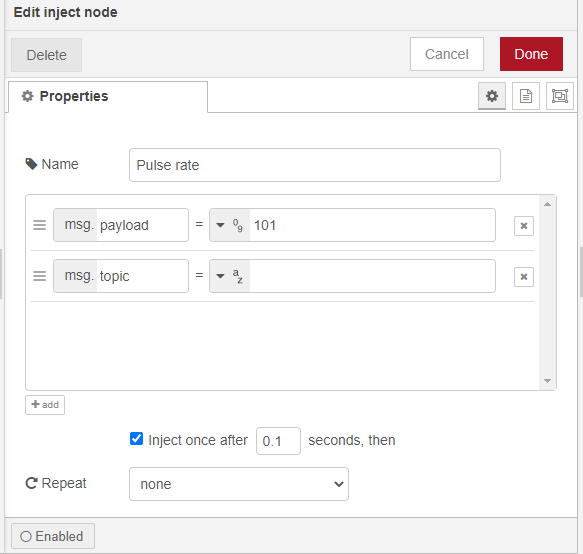 Edit inject node
Delete Cancel Done
Properties
Name Pulse rate
msg. payload = 0 9 101
msg. topic = a z
add
Inject once after 0.1 seconds, then
Repeat none
Enabled